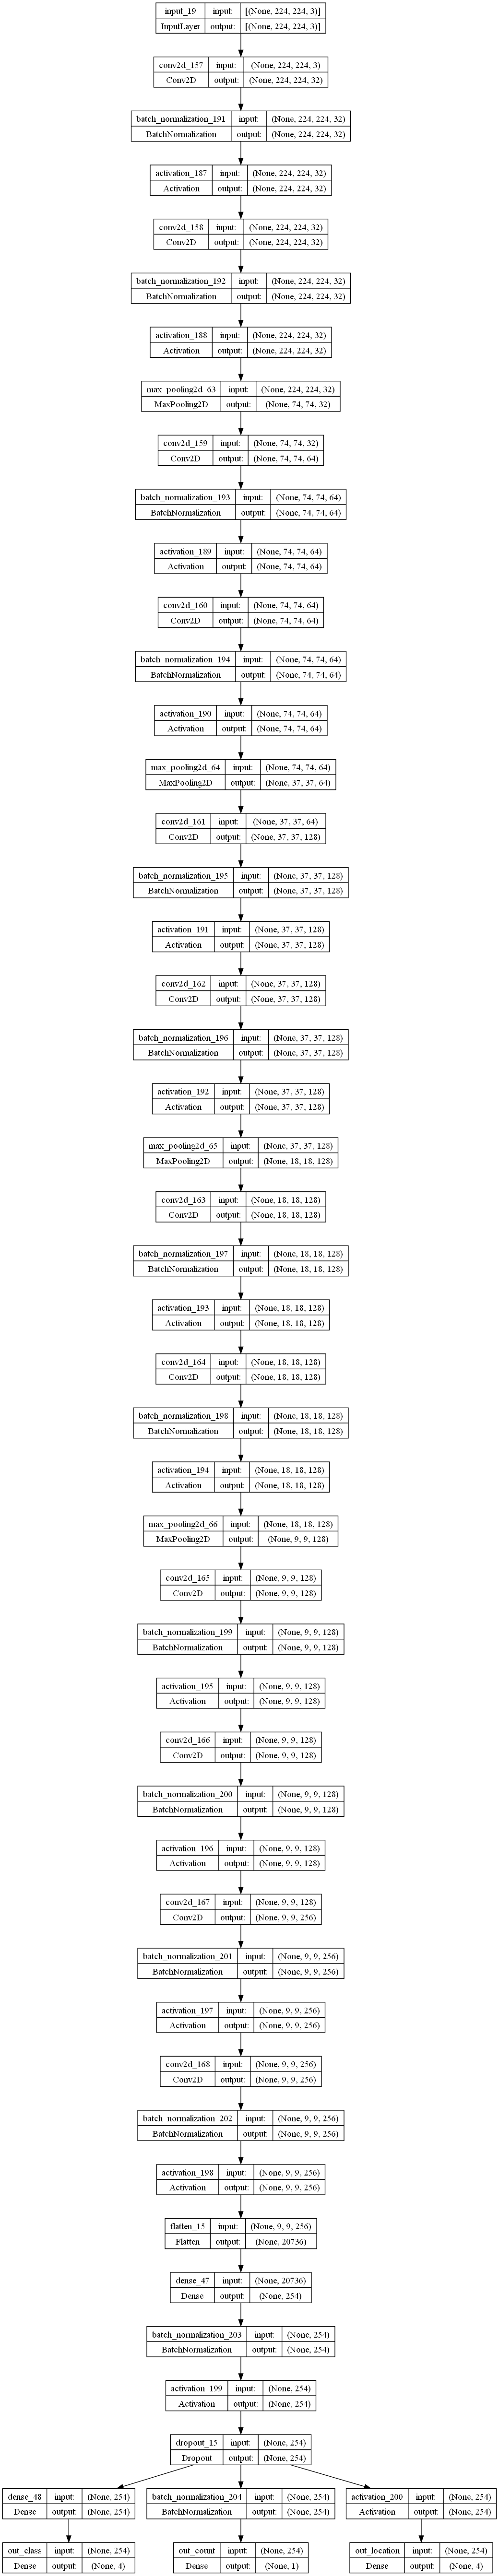 input_19 input: [(None, 224, 224, 3)]
InputLayer output: [(None, 224, 224, 3)]
conv2d_157 input: (None, 224, 224, 3)
Conv2D output: (None, 224, 224, 32)
batch_normalization_191 input: (None, 224, 224, 32)
BatchNormalization output: (None, 224, 224, 32)
activation_187 input: (None, 224, 224, 32)
Activation output: (None, 224, 224, 32)
conv2d_158 input: (None, 224, 224, 32)
Conv2D output: (None, 224, 224, 32)
batch_normalization_192 input: (None, 224, 224, 32)
BatchNormalization output: (None, 224, 224, 32)
activation_188 input: (None, 224, 224, 32)
Activation output: (None, 224, 224, 32)
max_pooling2d_63 input: (None, 224, 224, 32)
MaxPooling2D output: (None, 74, 74, 32)
conv2d_159 input: (None, 74, 74, 32)
Conv2D output: (None, 74, 74, 64)
batch_normalization_193 input: (None, 74, 74, 64)
BatchNormalization output: (None, 74, 74, 64)
activation_189 input: (None, 74, 74, 64)
Activation output: (None, 74, 74, 64)
conv2d_160 input: (None, 74, 74, 64)
Conv2D output: (None, 74, 74, 64)
batch_normalization_194 input: (None, 74, 74, 64)
BatchNormalization output: (None, 74, 74, 64)
activation_190 input: (None, 74, 74, 64)
Activation output: (None, 74, 74, 64)
max_pooling2d_64 input: (None, 74, 74, 64)
MaxPooling2D output: (None, 37, 37, 64)
conv2d_161 input: (None, 37, 37, 64)
Conv2D output: (None, 37, 37, 128)
batch_normalization_195 input: (None, 37, 37, 128)
BatchNormalization output: (None, 37, 37, 128)
activation_191 input: (None, 37, 37, 128)
Activation output: (None, 37, 37, 128)
conv2d_162 input: (None, 37, 37, 128)
Conv2D output: (None, 37, 37, 128)
batch_normalization_196 input: (None, 37, 37, 128)
BatchNormalization output: (None, 37, 37, 128)
activation_192 input: (None, 37, 37, 128)
Activation output: (None, 37, 37, 128)
max_pooling2d_65 input: (None, 37, 37, 128)
MaxPooling2D output: (None, 18, 18, 128)
conv2d_163 input: (None, 18, 18, 128)
Conv2D output: (None, 18, 18, 128)
batch_normalization_197 input: (None, 18, 18, 128)
BatchNormalization output: (None, 18, 18, 128)
activation_193 input: (None, 18, 18, 128)
Activation output: (None, 18, 18, 128)
conv2d_164 input: (None, 18, 18, 128)
Conv2D output: (None, 18, 18, 128)
batch_normalization_198 input: (None, 18, 18, 128)
BatchNormalization output: (None, 18, 18, 128)
activation_194 input: (None, 18, 18, 128)
Activation output: (None, 18, 18, 128)
max_pooling2d_66 input: (None, 18, 18, 128)
MaxPooling2D output: (None, 9, 9, 128)
conv2d_165 input: (None, 9, 9, 128)
Conv2D output: (None, 9, 9, 128)
batch_normalization_199 input: (None, 9, 9, 128)
BatchNormalization output: (None, 9, 9, 128)
activation_195 input: (None, 9, 9, 128)
Activation output: (None, 9, 9, 128)
conv2d_166 input: (None, 9, 9, 128)
Conv2D output: (None, 9, 9, 128)
batch_normalization_200 input: (None, 9, 9, 128)
BatchNormalization output: (None, 9, 9, 128)
activation_196 input: (None, 9, 9, 128)
Activation output: (None, 9, 9, 128)
conv2d_167 input: (None, 9, 9, 128)
Conv2D output: (None, 9, 9, 256)
batch_normalization_201 input: (None, 9, 9, 256)
BatchNormalization output: (None, 9, 9, 256)
activation_197 input: (None, 9, 9, 256)
Activation output: (None, 9, 9, 256)
conv2d_168 input: (None, 9, 9, 256)
Conv2D output: (None, 9, 9, 256)
batch_normalization_202 input: (None, 9, 9, 256)
BatchNormalization output: (None, 9, 9, 256)
activation_198 input: (None, 9, 9, 256)
Activation output: (None, 9, 9, 256)
flatten_15 input: (None, 9, 9, 256)
Flatten output: (None, 20736)
dense_47 input: (None, 20736)
Dense output: (None, 254)
batch_normalization_203 input: (None, 254)
BatchNormalization output: (None, 254)
activation_199 input: (None, 254)
Activation output: (None, 254)
dropout_15 input: (None, 254)
Dropout output: (None, 254)
dense_48 input: (None, 254) batch_normalization_204 input: (None, 254) activation_200 input: (None, 254)
Dense output: (None, 254) BatchNormalization output: (None, 254) Activation output: (None, 254)
out_class input: (None, 254) out_count input: (None, 254) out_location input: (None, 254)
Dense output: (None, 4) Dense output: (None, 1) Dense output: (None, 4)